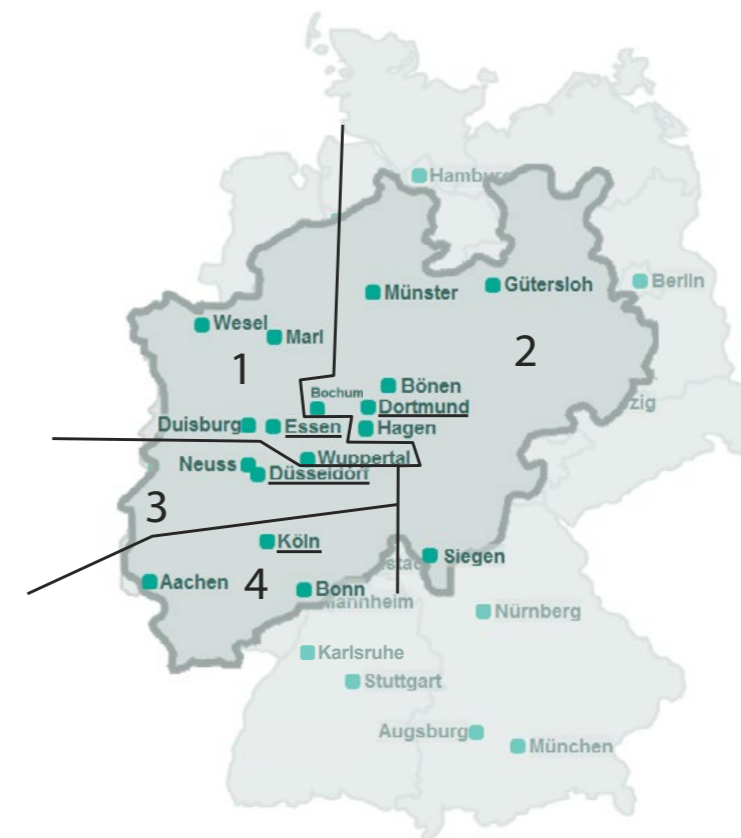 Hamburg
Münster
Gütersloh
Berlin
Wesel
Marl
1
2
Bönen
Bochum
Dortmund
zig
Duisburg
Essen
Hagen
Neuss
Wuppertal
Düsseldorf
3
Köln
Siegen
Aachen
4
Bonn
Mannheim
Nürnberg
Karlsruhe
Stuttgart
Augsburg
München